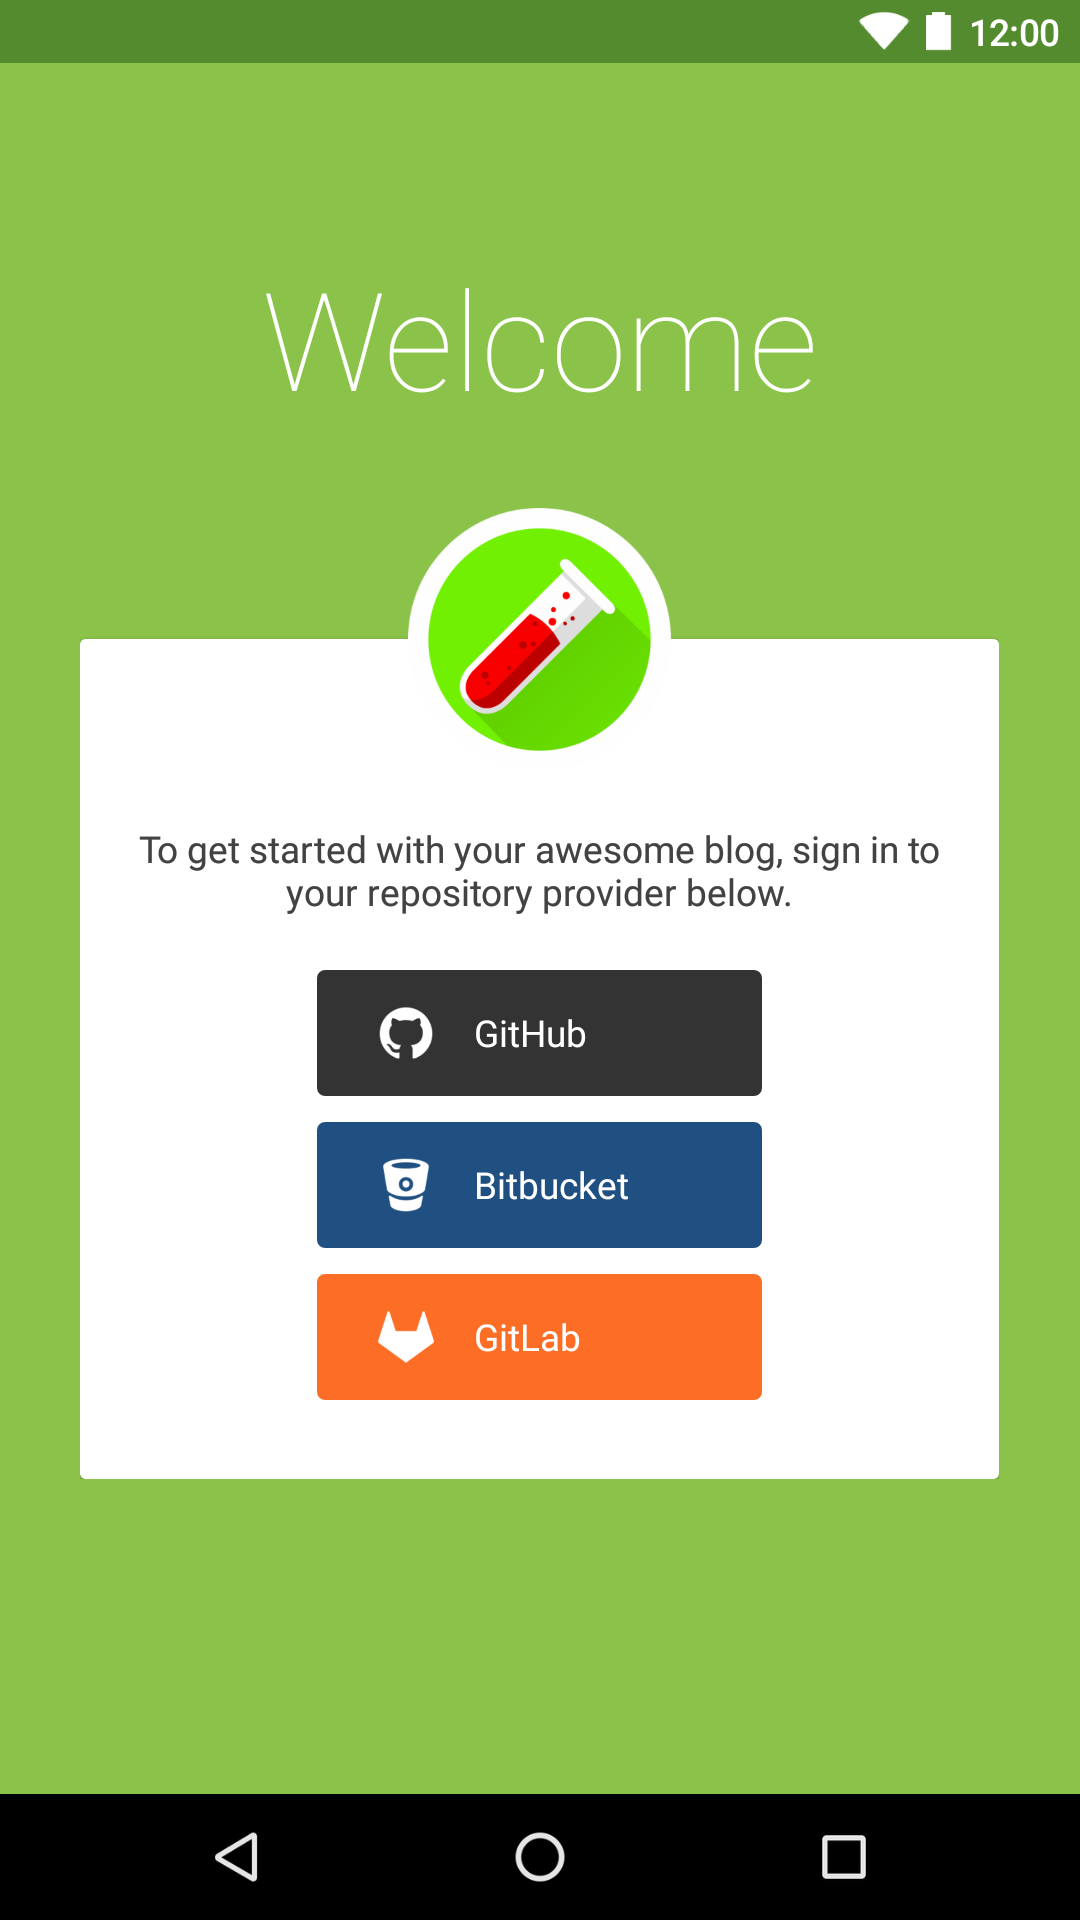 12:00
Welcome
To get started with your awesome blog, sign in to
your repository provider below.
GitHub
Bitbucket
GitLab